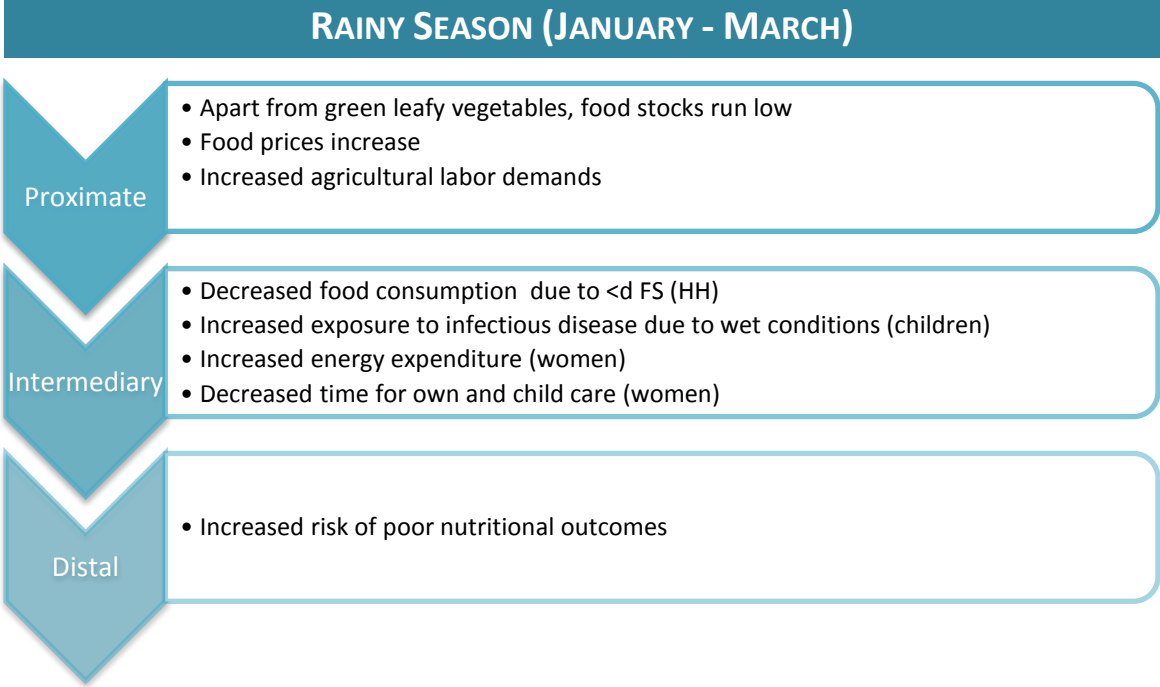 RAINY SEASON (JANUARY - MARCH)
Proximate
• Apart from green leafy vegetables, food stocks run low
• Food prices increase
• Increased agricultural labor demands
Intermediary
• Decreased food consumption due to <d FS (HH)
• Increased exposure to infectious disease due to wet conditions (children)
• Increased energy expenditure (women)
• Decreased time for own and child care (women)
Distal
• Increased risk of poor nutritional outcomes